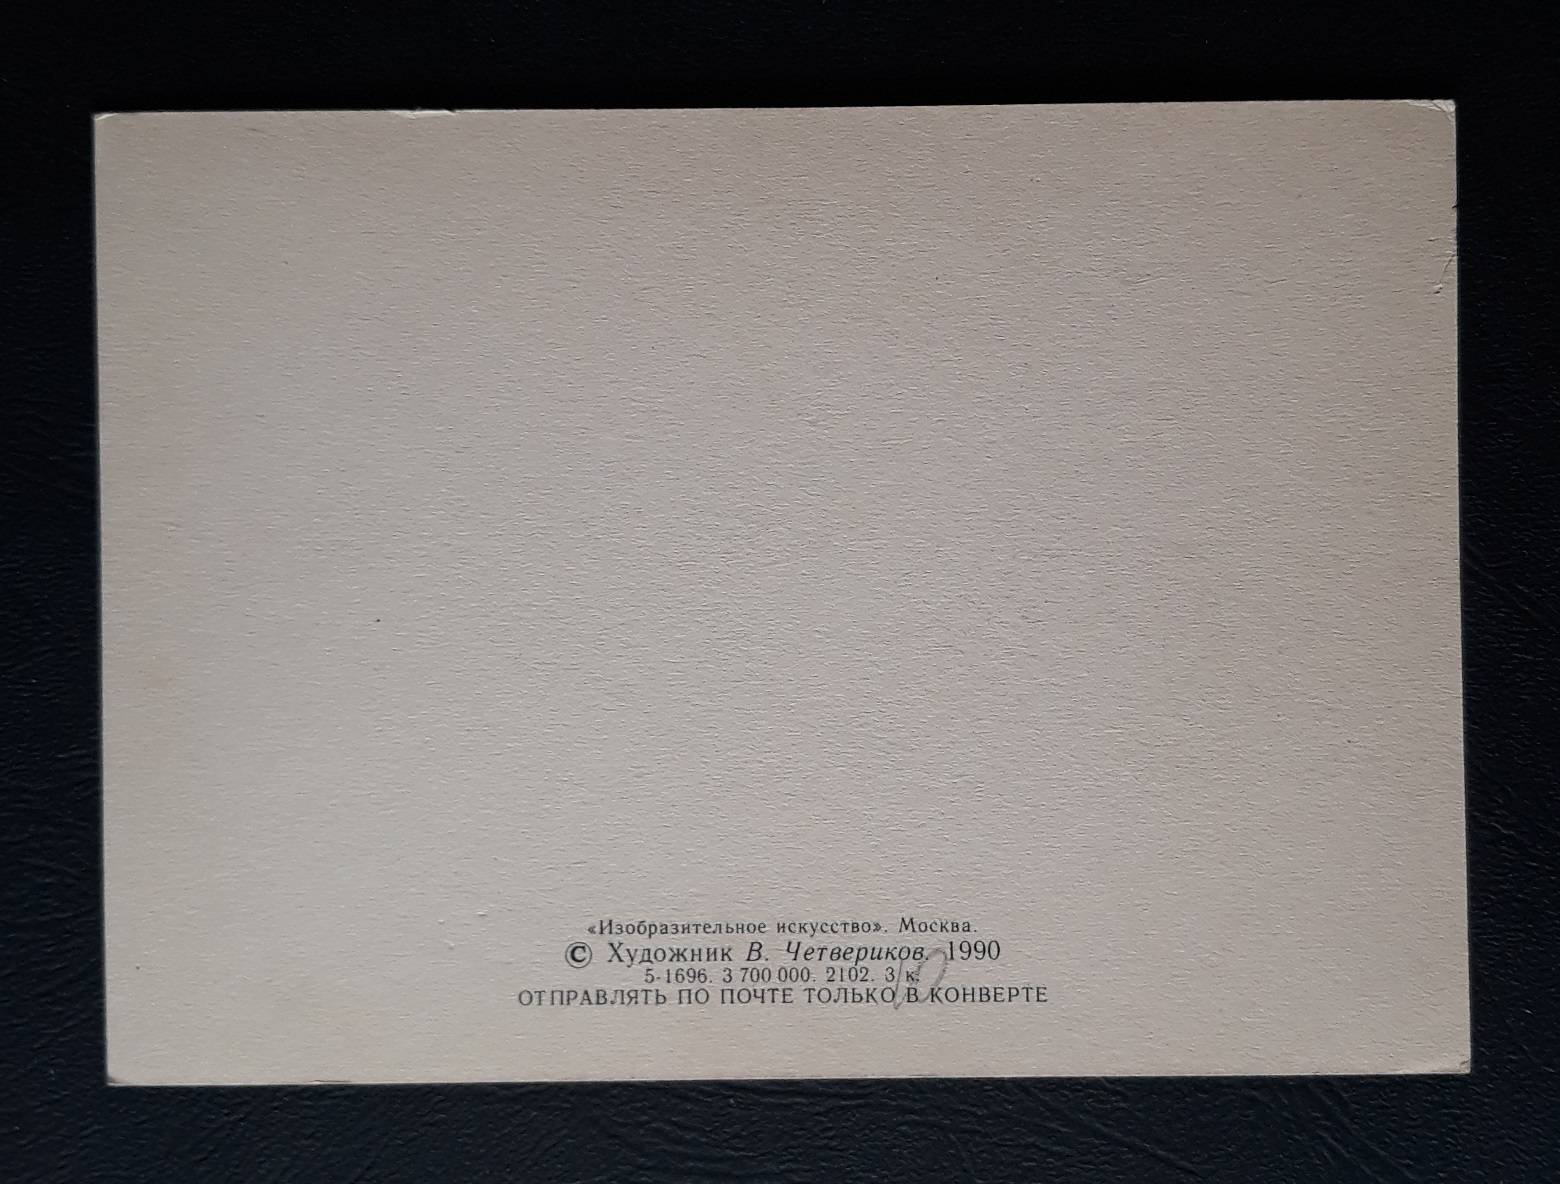 «Изобразительное искусство». Москва.
© Художник В. Четвериков. 1990
5-1696. 3 700 000. 2102. 3 к.
ОТПРАВЛЯТЬ ПО ПОЧТЕ ТОЛЬКО В КОНВЕРТЕ